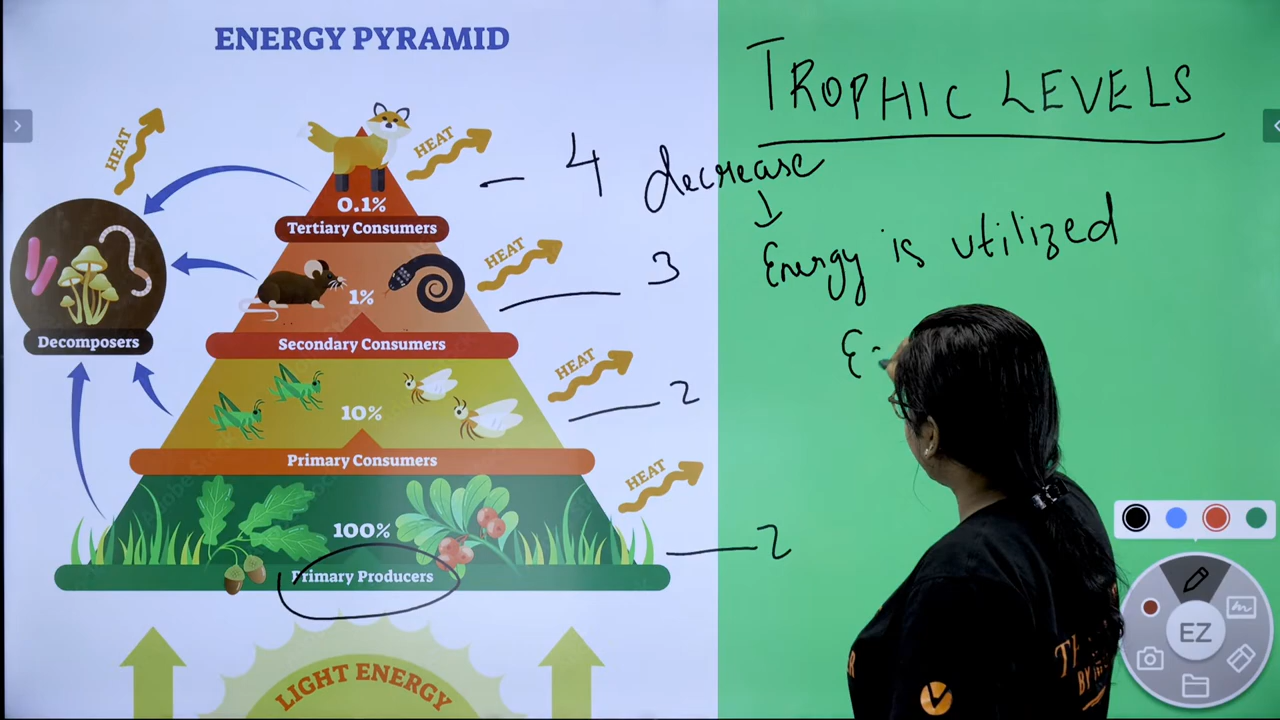 ENERGY PYRAMID
TROPHIC LEVELS
HEAT
HEAT
4 decrease
0.1%
Tertiary Consumers
Energy is utilized
HEAT
3
1%
Decomposers
Secondary Consumers
E
HEAT
2
10%
Primary Consumers
HEAT
100%
2
Primary Producers
EZ
LIGHT ENERGY